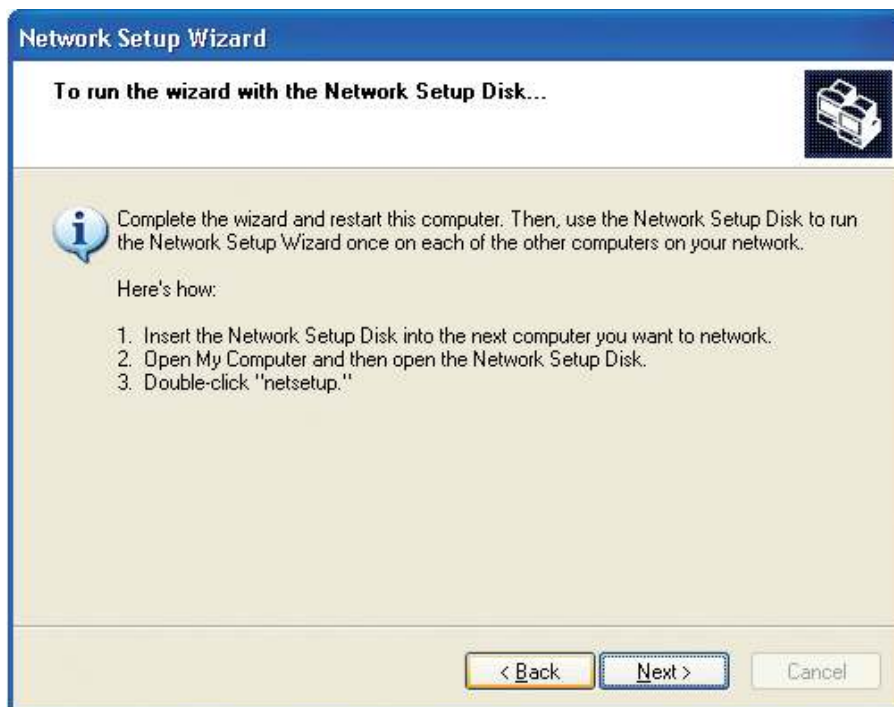 Network Setup Wizard
To run the wizard with the Network Setup Disk...
Complete the wizard and restart this computer. Then, use the Network Setup Disk to run
the Network Setup Wizard once on each of the other computers on your network.
Here's how:
1. Insert the Network Setup Disk into the next computer you want to network.
2. Open My Computer and then open the Network Setup Disk.
3. Double-click "netsetup."
< Back
Next >
Cancel